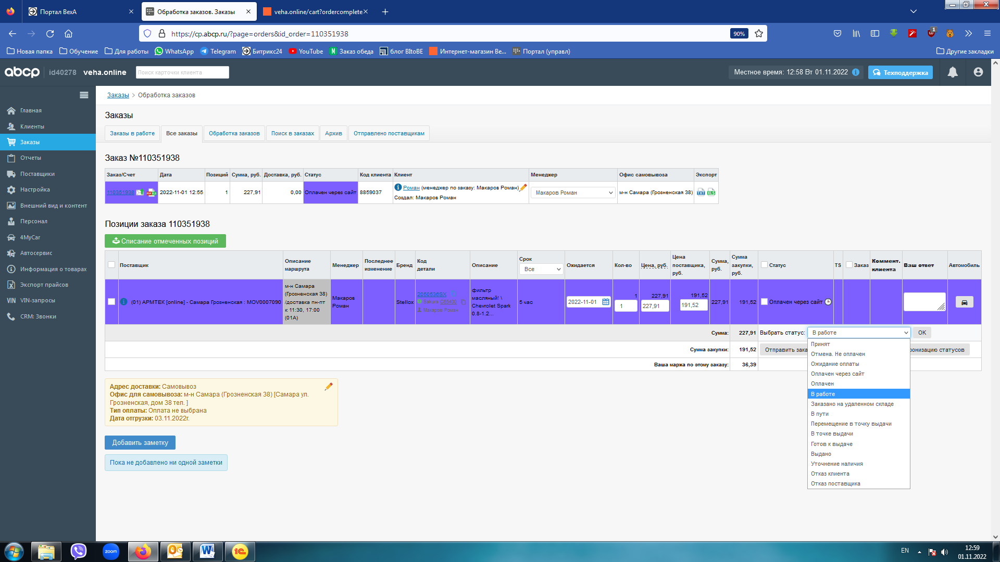 Портал ВехА
Обработка заказов. Заказы
veha.online/cart?ordercomplete
https://cp.abcp.ru/?page=orders&id_order=110351938
90%
1
Новая папка
Обучение
Для работы
WhatsApp
Telegram
Битрикс24
YouTube
Заказ обеда
блог BItoBE
Интернет-магазин Ве...
Портал (управл)
Другие закладки
abcp
id40278
veha.online
Поиск карточки клиента
Местное время: 12:58 Вт 01.11.2022
Техподдержка
Главная
Клиенты
Заказы
Отчеты
Поставщики
Настройка
Внешний вид и контент
Персонал
4MyCar
Автосервис
Информация о товарах
Экспорт прайсов
VIN VIN-запросы
CRM: Звонки
Заказы > Обработка заказов
Заказы
Заказы в работе
Все заказы
Обработка заказов
Поиск в заказах
Архив
Отправлено поставщикам
Заказ №110351938
Заказ/Счет Дата Позиций Сумма, руб. Доставка, руб. Статус Код клиента Клиент Менеджер Офис самовывоза Экспорт
110351938 PDF XLS 2022-11-01 12:55 1 227,91 0,00 Оплачен через сайт 8859037
Роман (менеджер по заказу: Макаров Роман)
Создал: Макаров Роман
Макаров Роман
м-н Самара (Грозненская 38)
TXT XLS
Позиции заказа 110351938
Списание отмеченных позиций
Поставщик
Описание
маршрута
Менеджер
Последнее
изменение
Бренд
Код
детали
Описание
Срок
Все
Ожидается
Кол-во
Цена, руб.
Цена
поставщика,
руб.
Сумма,
руб.
Сумма
закупки,
руб.
Статус
TS
Заказ
Коммент.
клиента
Ваш ответ
Автомобиль
(01) АРМТЕК [online] - Самара Грозненская : MOV0007090
м-н Самара
(Грозненская 38)
/доставка пн-пт
к 11:30, 17:00
(01А)
Макаров
Роман
Stellox
2050536SX
Sakura C65400
Макаров Роман
фильтр
масляный! \
Chevrolet Spark
0.8-1.2...
5 час
2022-11-01
1
1
227,91
227,91
191,52
191,52
227,91
191,52
Оплачен через сайт
Сумма: 227,91
Выбрать статус: В работе OK
Сумма закупки: 191,52
Отправить зака
ронизацию статусов
Ваша маржа по этому заказу: 36,39
Принят
Отмена. Не оплачен
Ожидание оплаты
Оплачен через сайт
Оплачен
В работе
Заказано на удаленном складе
В пути
Перемещение в точку выдачи
В точке выдачи
Готов к выдаче
Выдано
Уточнение наличия
Отказ клиента
Отказ поставщика
Адрес доставки: Самовывоз
Офис для самовывоза: м-н Самара (Грозненская 38) [Самара ул.
Грозненская, дом 38 тел. ]
Тип оплаты: Оплата не выбрана
Дата отгрузки: 03.11.2022г.
Добавить заметку
Пока не добавлено ни одной заметки
zoom
EN
12:59
01.11.2022